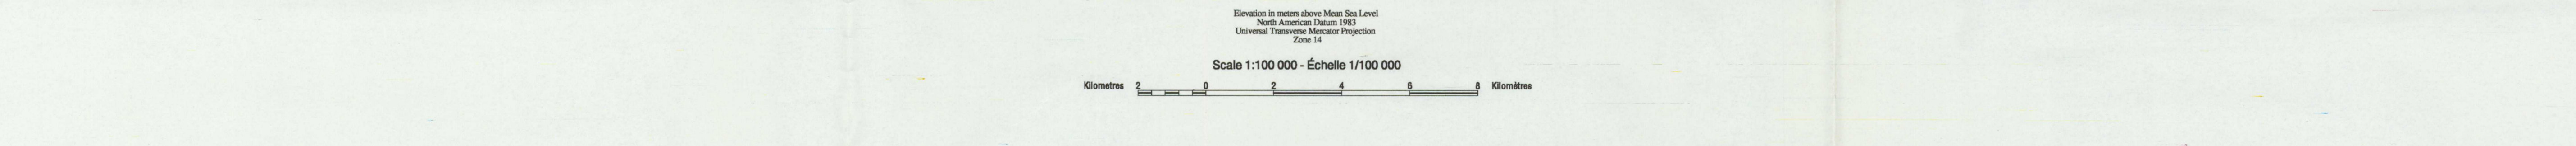 Elevation in meters above Mean Sea Level
North American Datum 1983
Universal Transverse Mercator Projection
Zone 14
Scale 1:100 000 - Échelle 1/100 000
Kilometres 2 0 2 4 6 8 Kilomètres